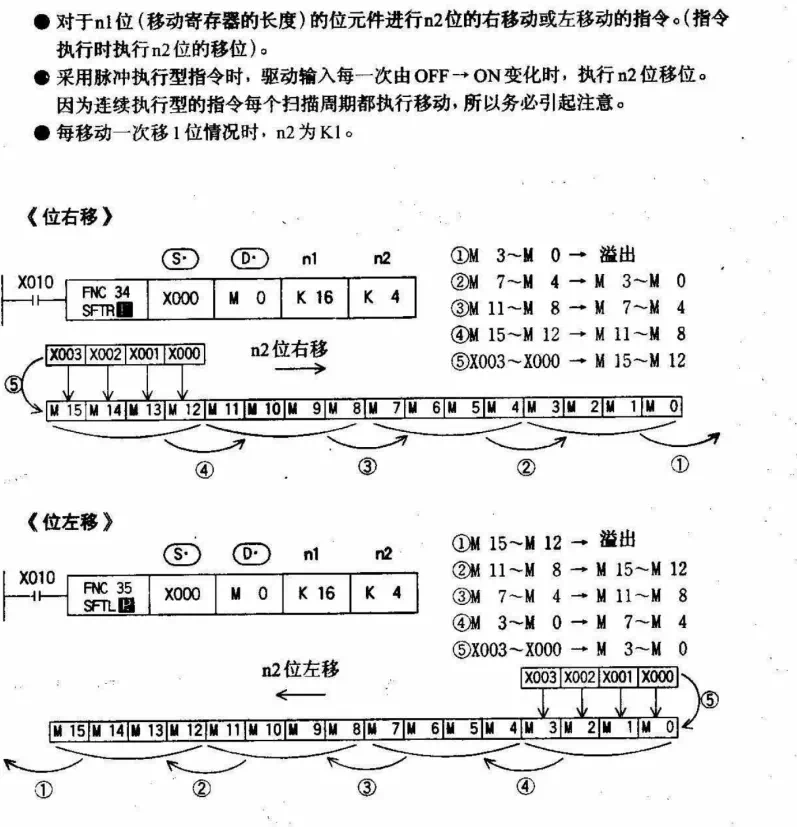 ● 对于n1位(移动寄存器的长度)的位元件进行n2位的右移动或左移动的指令。(指令
执行时执行n2位的移位)。
● 采用脉冲执行型指令时，驱动输入每一次由OFF→ON变化时，执行n2位移位。
因为连续执行型的指令每个扫描周期都执行移动，所以务必引起注意。
● 每移动一次移1位情况时，n2为K1。
《位右移》
S· D· n1 n2
X010 FNC 34 SFTR P X000 M 0 K 16 K 4
①M 3~M 0 → 溢出
②M 7~M 4 → M 3~M 0
③M 11~M 8 → M 7~M 4
④M 15~M 12 → M 11~M 8
⑤X003~X000 → M 15~M 12
X003 X002 X001 X000
n2位右移
⑤
M 15 M 14 M 13 M 12 M 11 M 10 M 9 M 8 M 7 M 6 M 5 M 4 M 3 M 2 M 1 M 0
④ ③ ② ①
《位左移》
S· D· n1 n2
X010 FNC 35 SFTL P X000 M 0 K 16 K 4
①M 15~M 12 → 溢出
②M 11~M 8 → M 15~M 12
③M 7~M 4 → M 11~M 8
④M 3~M 0 → M 7~M 4
⑤X003~X000 → M 3~M 0
n2位左移
X003 X002 X001 X000
⑤
M 15 M 14 M 13 M 12 M 11 M 10 M 9 M 8 M 7 M 6 M 5 M 4 M 3 M 2 M 1 M 0
① ② ③ ④